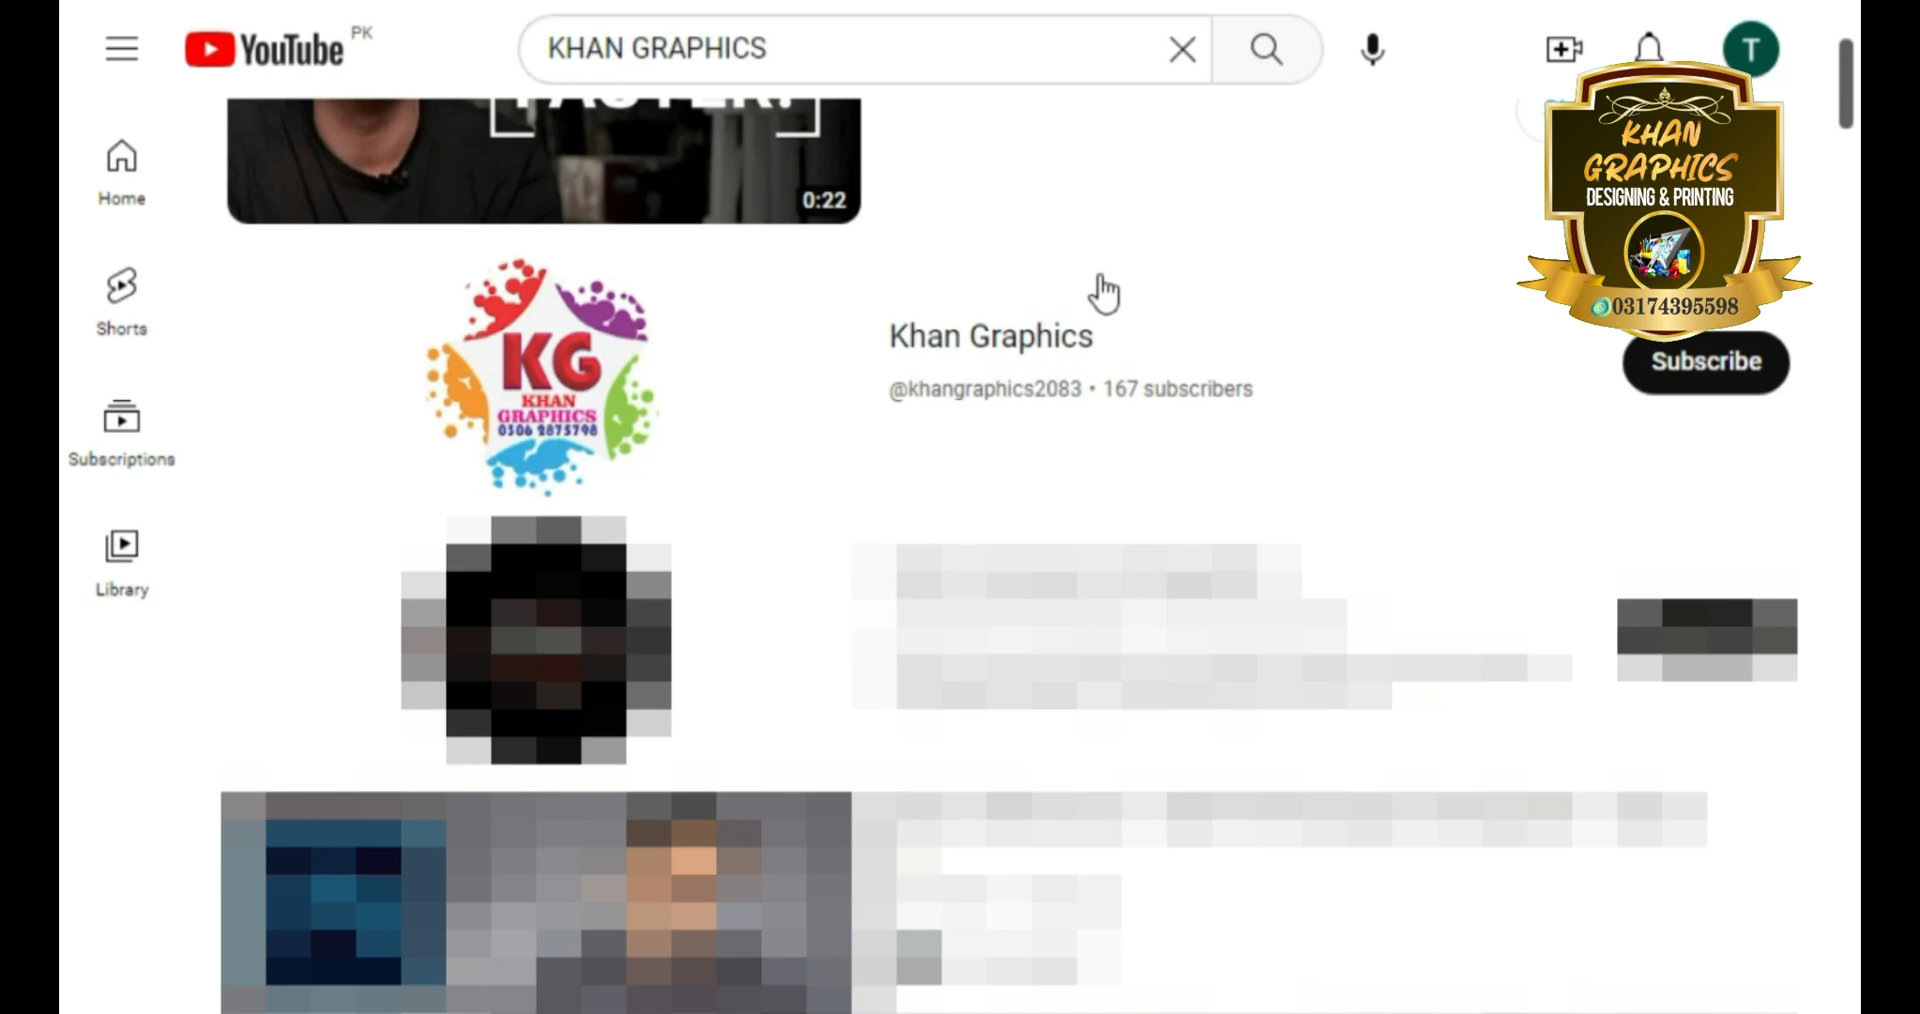 YouTube PK
KHAN GRAPHICS
T
0:22
Home
Shorts
Subscriptions
Library
KG
KHAN
GRAPHICS
0306 2875798
Khan Graphics
@khangraphics2083 • 167 subscribers
Subscribe
KHAN
GRAPHICS
DESIGNING & PRINTING
03174395598